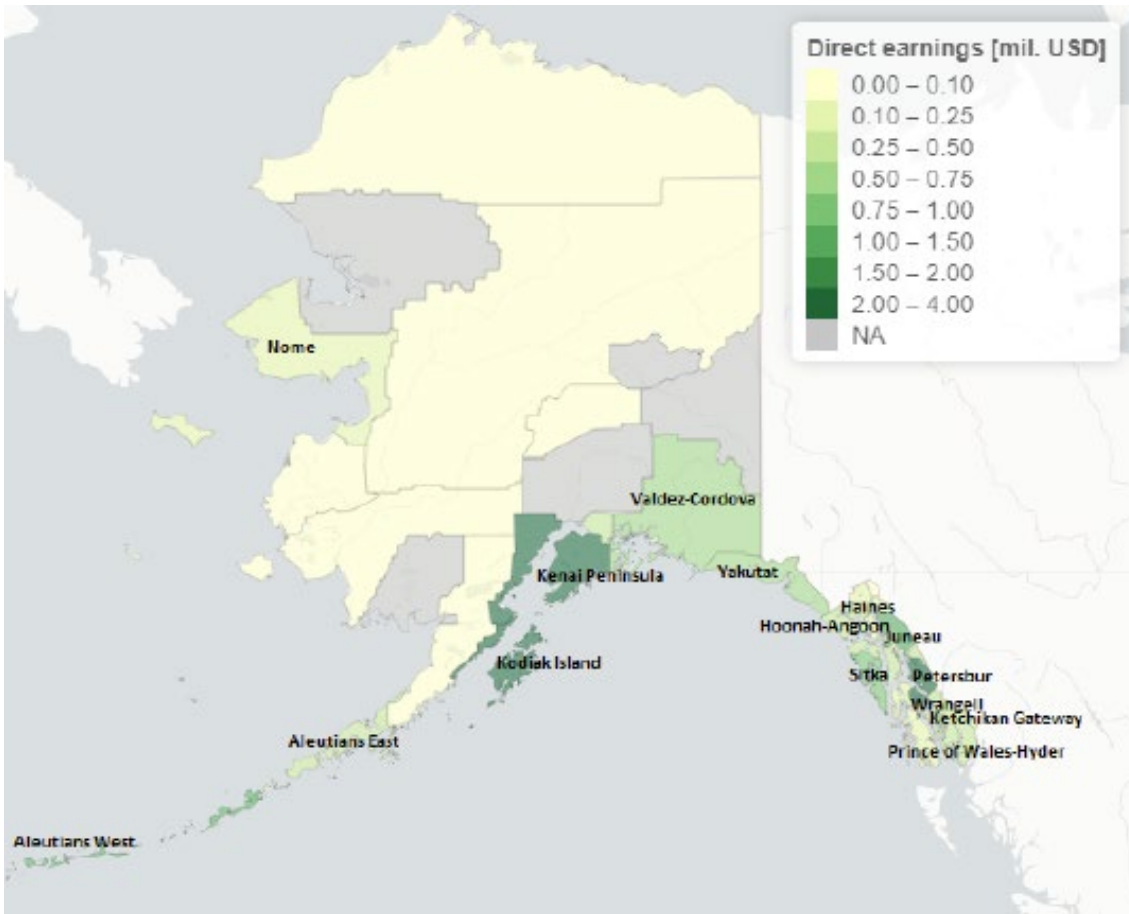 Direct earnings [mil. USD]
0.00 – 0.10
0.10 – 0.25
0.25 – 0.50
0.50 – 0.75
0.75 – 1.00
1.00 – 1.50
1.50 – 2.00
2.00 – 4.00
NA
Nome
Valdez-Cordova
Kenai Peninsula
Yakutat
Haines
Hoonah-Angoon
Juneau
Kodiak Island
Sitka
Petersbur
Wrangell
Ketchikan Gateway
Aleutians East
Prince of Wales-Hyder
Aleutians West.